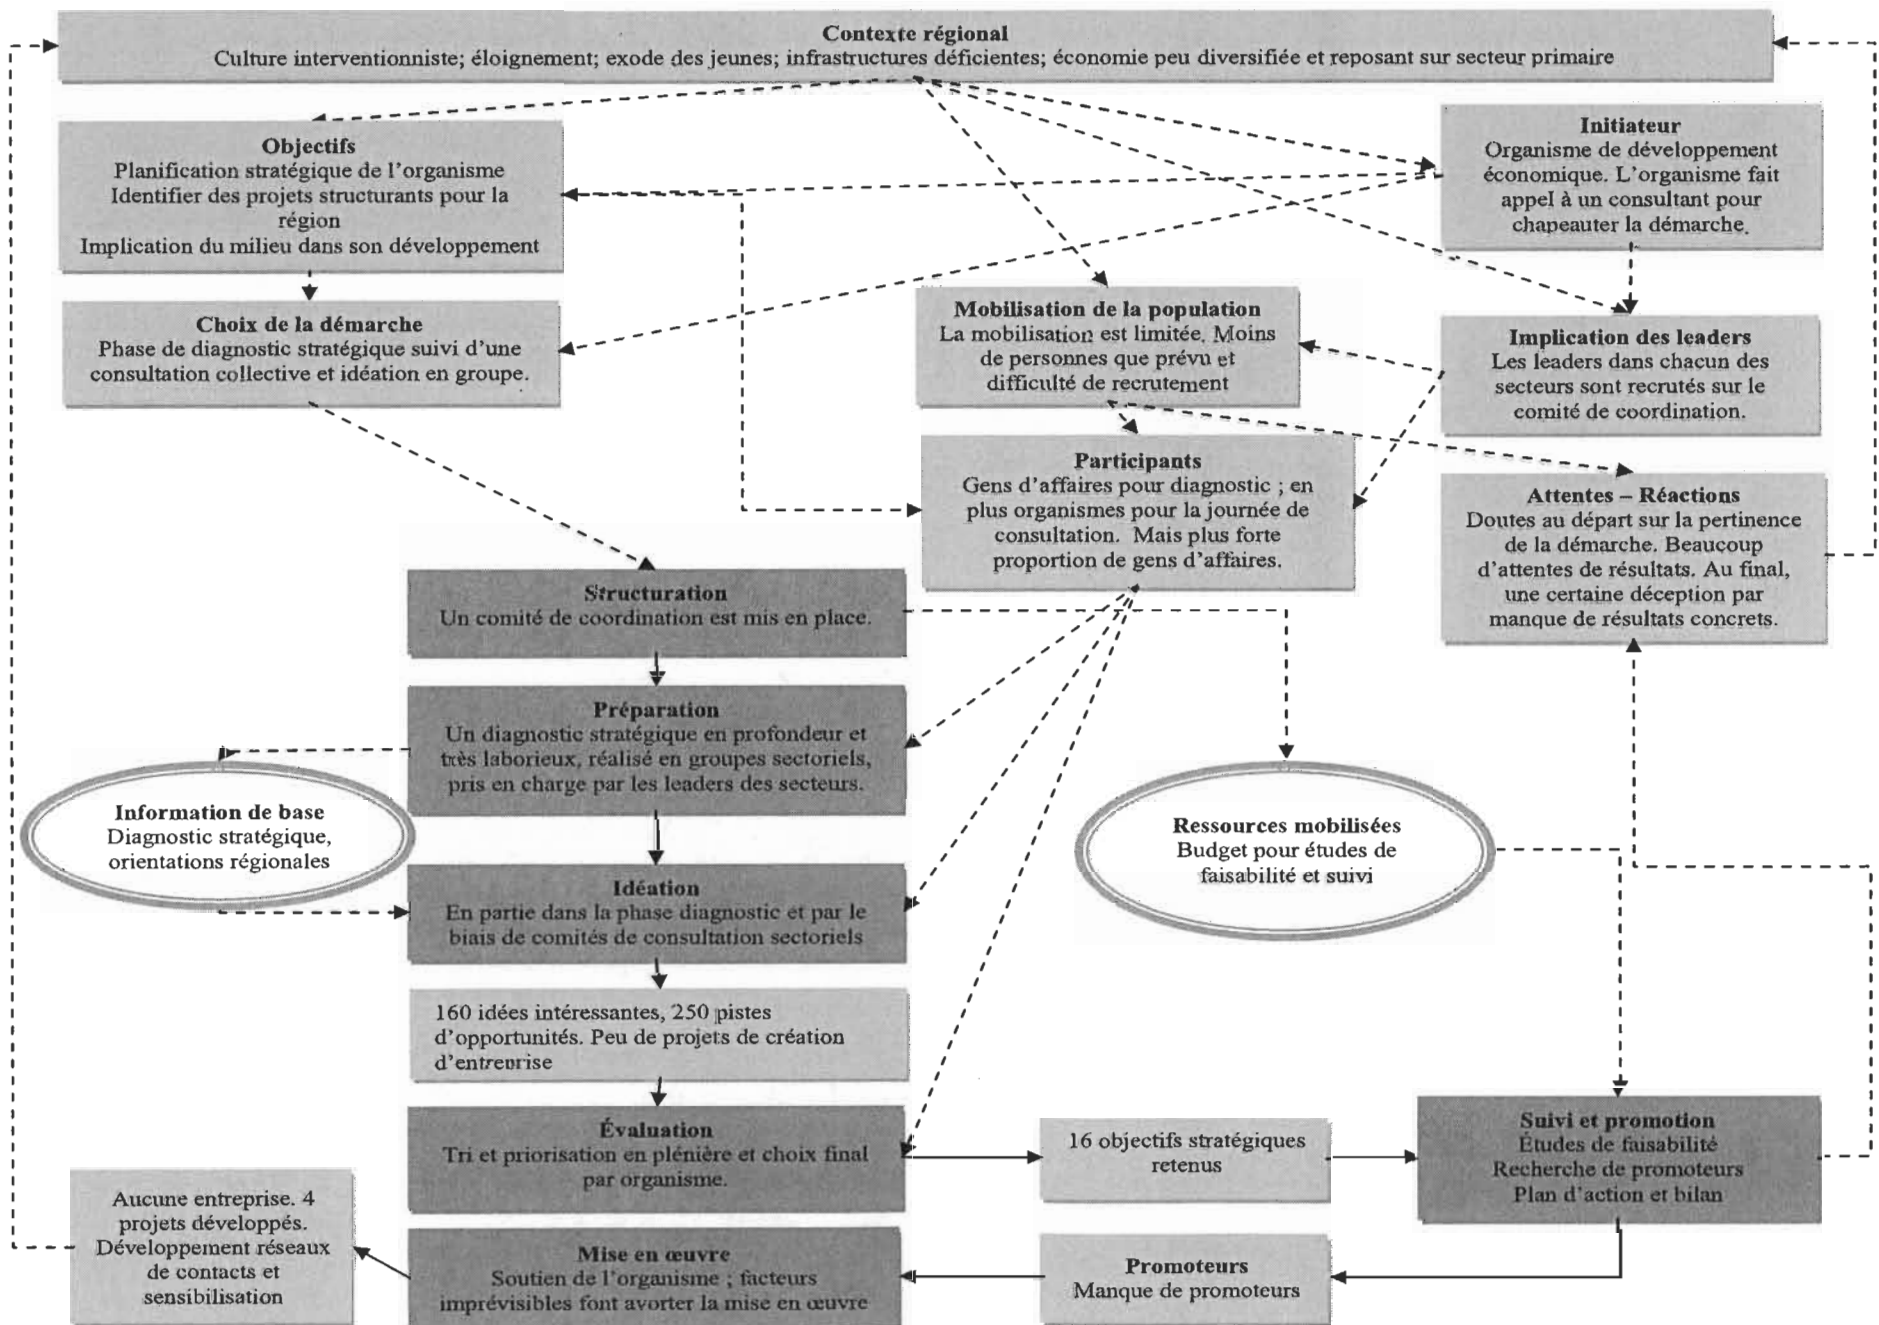 Contexte régional
Culture interventionniste; éloignement; exode des jeunes; infrastructures déficientes; économie peu diversifiée et reposant sur secteur primaire
Objectifs
Planification stratégique de l'organisme
Identifier des projets structurants pour la
région
Implication du milieu dans son développement
Initiateur
Organisme de développement
économique. L'organisme fait
appel à un consultant pour
chapeauter la démarche.
Choix de la démarche
Phase de diagnostic stratégique suivi d'une
consultation collective et idéation en groupe.
Mobilisation de la population
La mobilisation est limitée. Moins
de personnes que prévu et
difficulté de recrutement
Implication des leaders
Les leaders dans chacun des
secteurs sont recrutés sur le
comité de coordination.
Participants
Gens d'affaires pour diagnostic ; en
plus organismes pour la journée de
consultation. Mais plus forte
proportion de gens d'affaires.
Attentes – Réactions
Doutes au départ sur la pertinence
de la démarche. Beaucoup
d'attentes de résultats. Au final,
une certaine déception par
manque de résultats concrets.
Structuration
Un comité de coordination est mis en place.
Préparation
Un diagnostic stratégique en profondeur et
très laborieux, réalisé en groupes sectoriels,
pris en charge par les leaders des secteurs.
Information de base
Diagnostic stratégique,
orientations régionales
Ressources mobilisées
Budget pour études de
faisabilité et suivi
Idéation
En partie dans la phase diagnostic et par le
biais de comités de consultation sectoriels
160 idées intéressantes, 250 pistes
d'opportunités. Peu de projets de création
d'entreprise
Évaluation
Tri et priorisation en plénière et choix final
par organisme.
16 objectifs stratégiques
retenus
Suivi et promotion
Études de faisabilité
Recherche de promoteurs
Plan d'action et bilan
Aucune entreprise. 4
projets développés.
Développement réseaux
de contacts et
sensibilisation
Mise en œuvre
Soutien de l'organisme ; facteurs
imprévisibles font avorter la mise en œuvre
Promoteurs
Manque de promoteurs